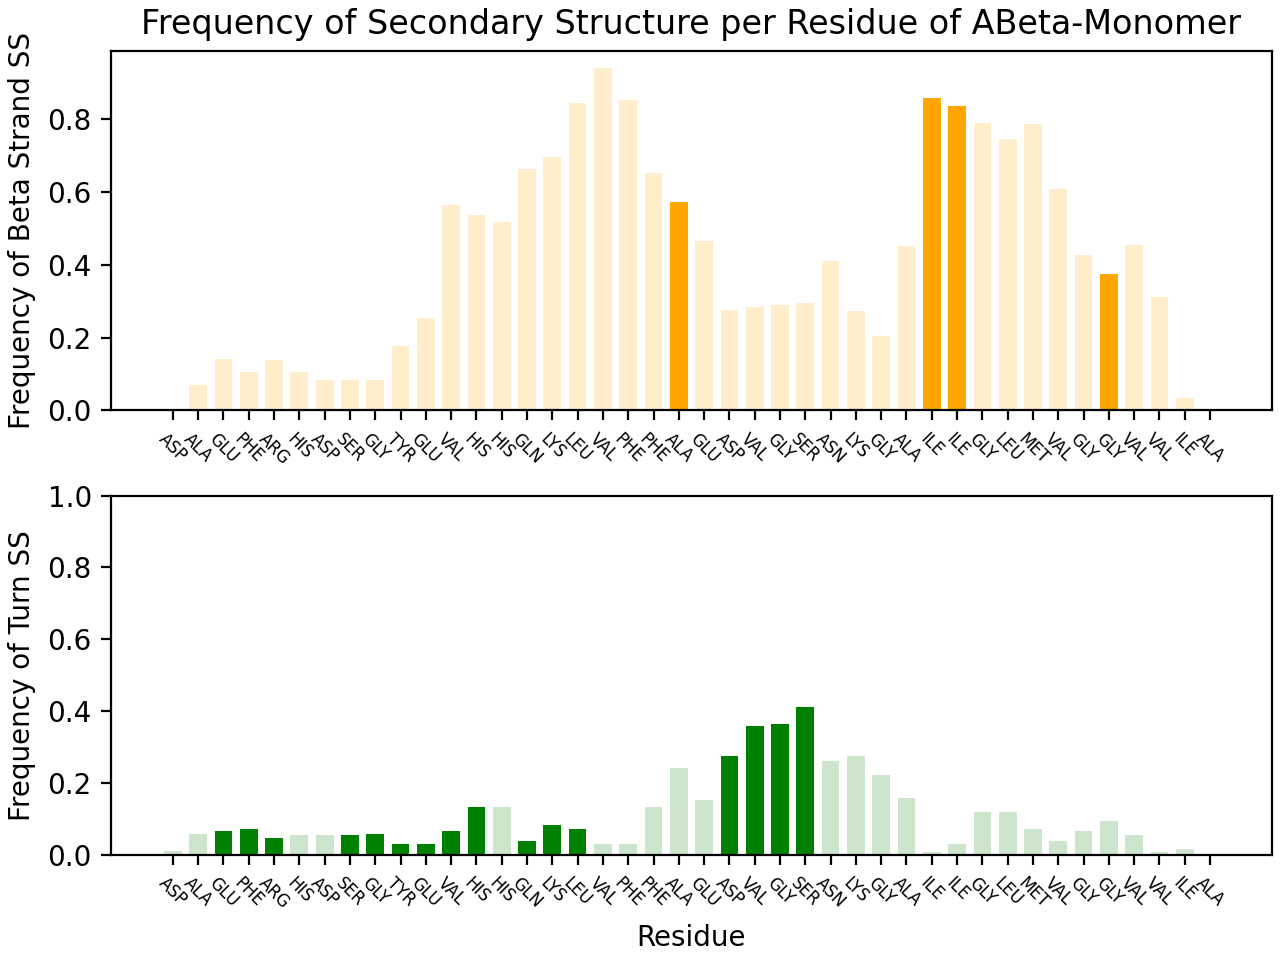 Frequency of Secondary Structure per Residue of ABeta-Monomer
Frequency of Beta Strand SS
0.8
0.6
0.4
0.2
0.0
ASP ALA GLU PHE ARG HIS ASP SER GLY TYR GLU VAL HIS HIS GLN LYS LEU VAL PHE PHE ALA GLU ASP VAL GLY SER ASN LYS GLY ALA ILE ILE GLY LEU MET VAL GLY GLY VAL VAL ILE ALA
Frequency of Turn SS
1.0
0.8
0.6
0.4
0.2
0.0
ASP ALA GLU PHE ARG HIS ASP SER GLY TYR GLU VAL HIS HIS GLN LYS LEU VAL PHE PHE ALA GLU ASP VAL GLY SER ASN LYS GLY ALA ILE ILE GLY LEU MET VAL GLY GLY VAL VAL ILE ALA
Residue